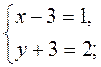 x − 3 = 1,
y + 3 = 2;